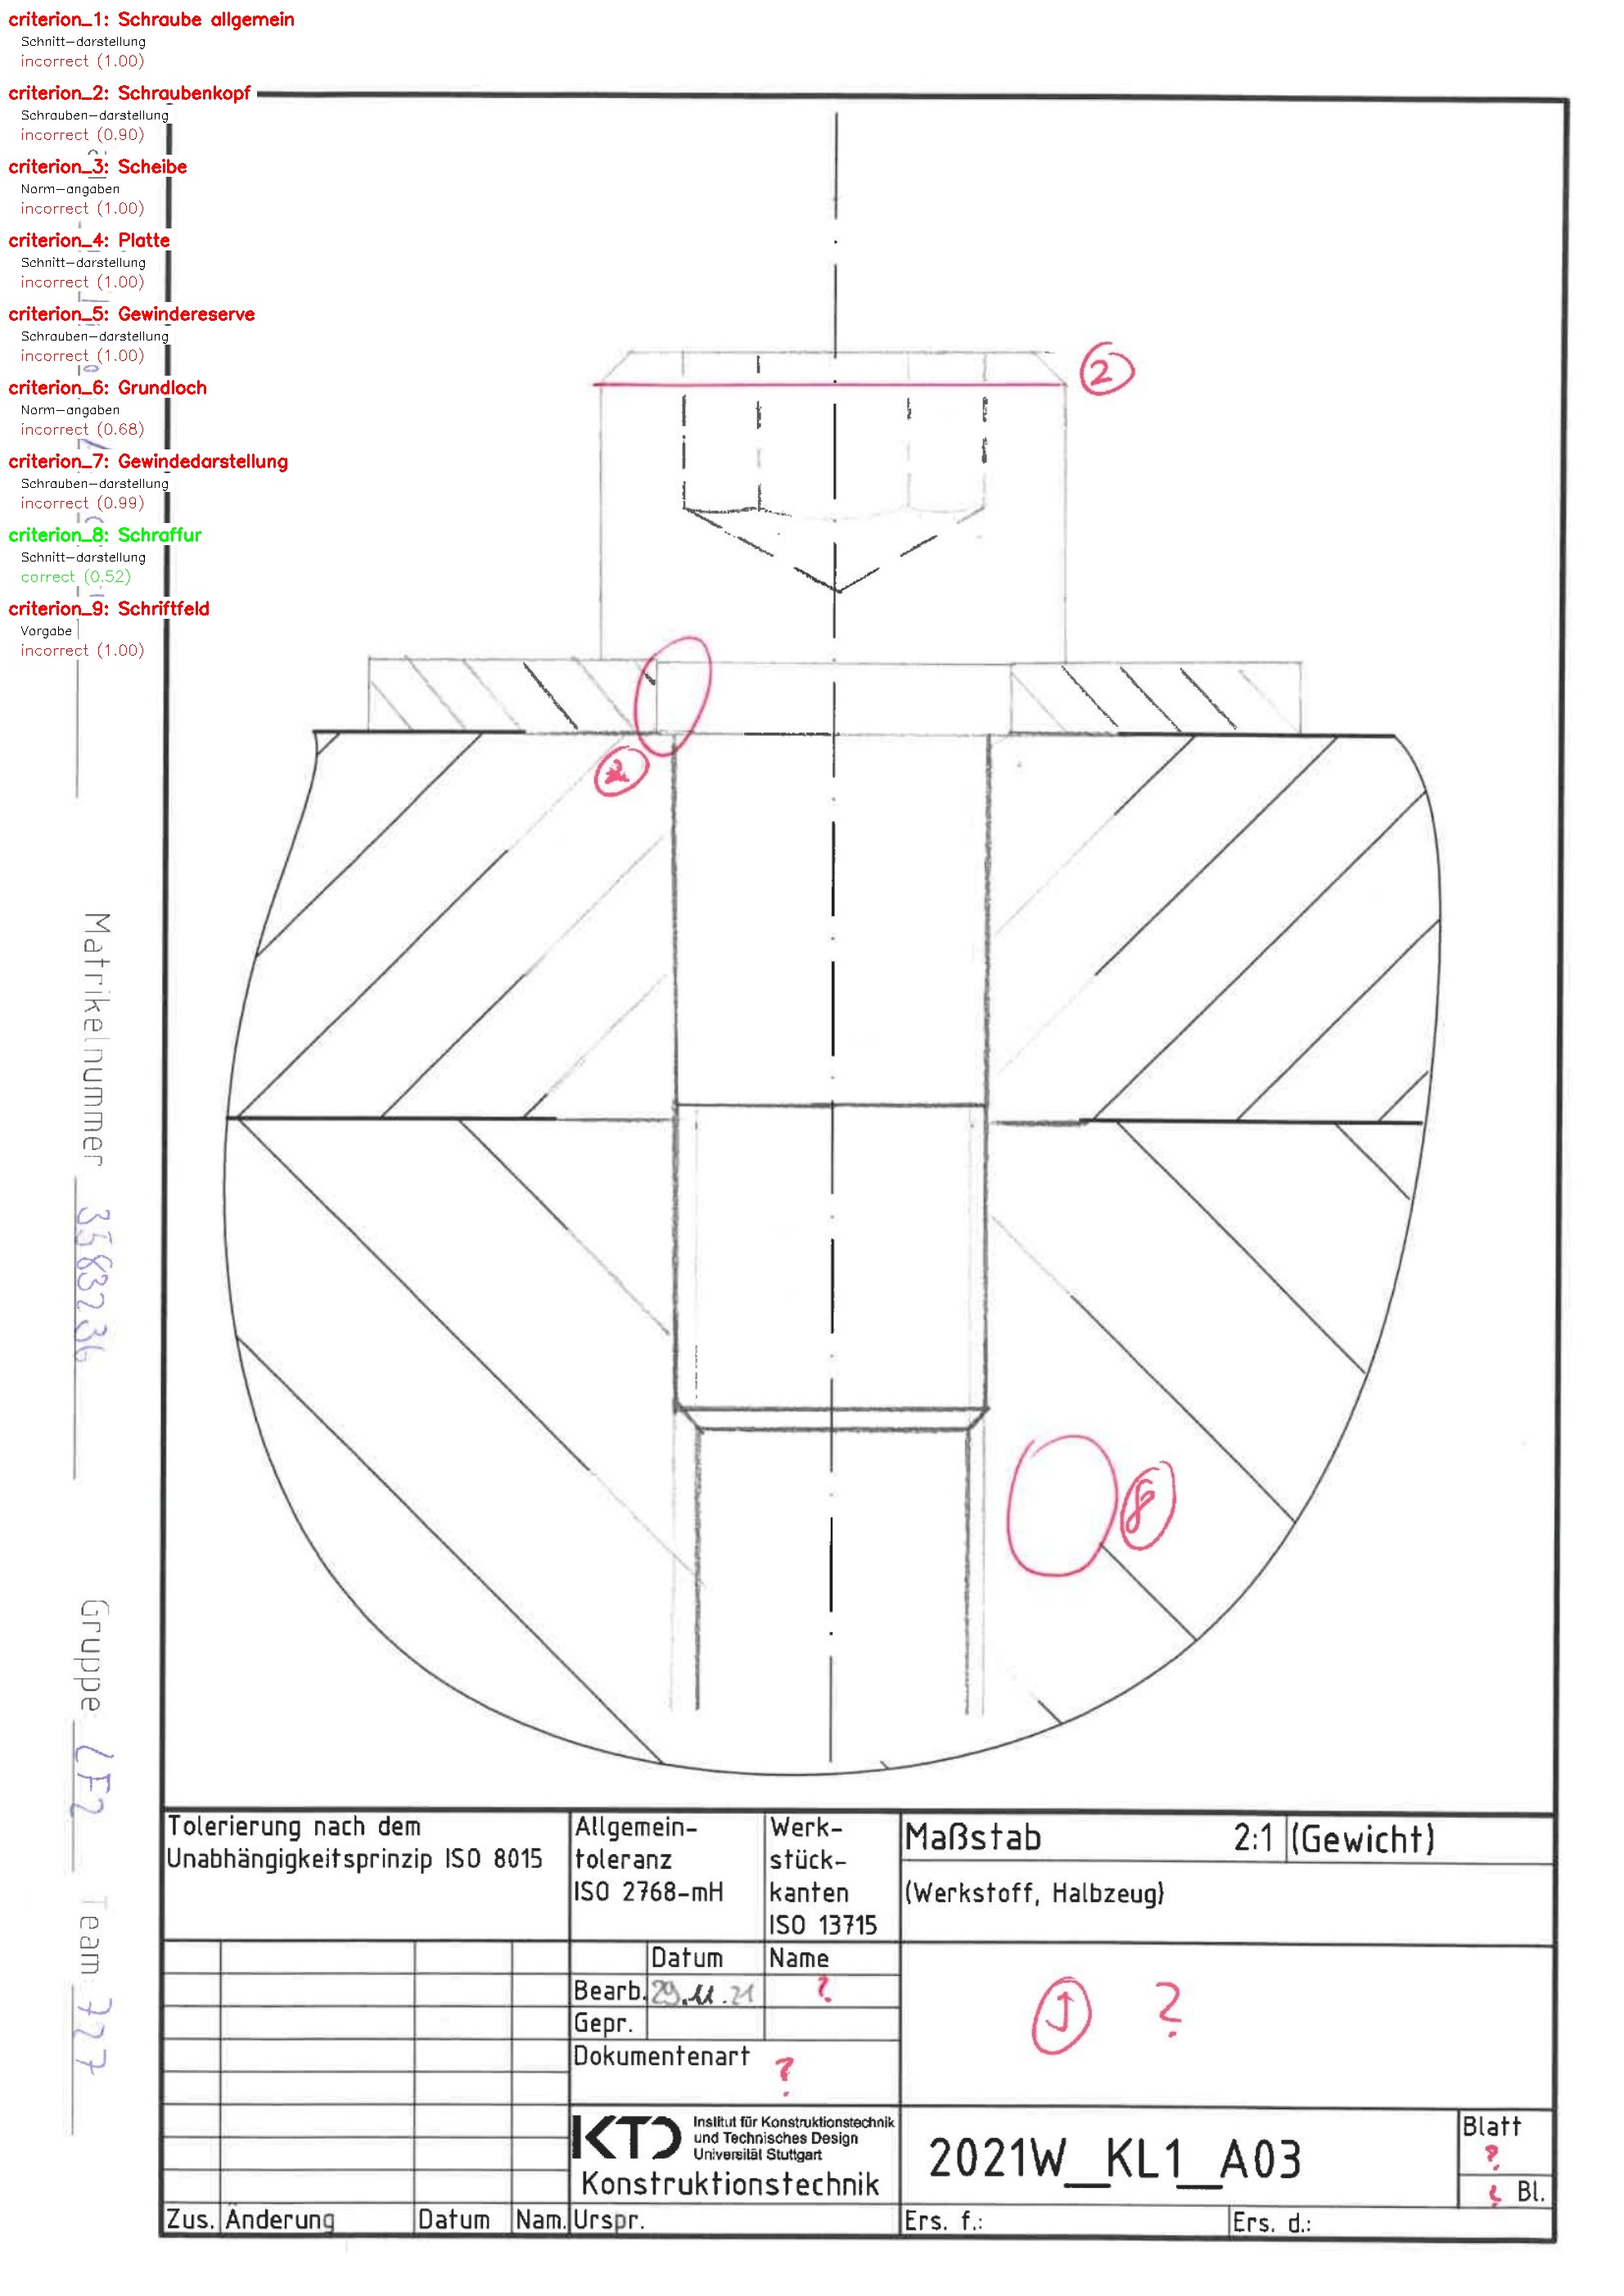 criterion_1: Schraube allgemein
Schnitt-darstellung
incorrect (1.00)
criterion_2: Schraubenkopf
Schrauben-darstellung
incorrect (0.90)
criterion_3: Scheibe
Norm-angaben
incorrect (1.00)
criterion_4: Platte
Schnitt-darstellung
incorrect (1.00)
criterion_5: Gewindereserve
Schrauben-darstellung
incorrect (1.00)
criterion_6: Grundloch
Norm-angaben
incorrect (0.68)
criterion_7: Gewindedarstellung
Schrauben-darstellung
incorrect (0.99)
criterion_8: Schraffur
Schnitt-darstellung
correct (0.52)
criterion_9: Schriftfeld
Vorgabe
incorrect (1.00)
2
2
8
Matrikelnummer 3583236
Gruppe: LF2
Team: 727
Tolerierung nach dem
Unabhängigkeitsprinzip ISO 8015
Allgemein-
toleranz
ISO 2768-mH
Werk-
stück-
kanten
ISO 13715
Maßstab 2:1 (Gewicht)
(Werkstoff, Halbzeug)
Datum Name
Bearb. 29.11.21 ?
Gepr.
Dokumentenart ?
?
KTD Institut für Konstruktionstechnik
und Technisches Design
Universität Stuttgart
Konstruktionstechnik
2021W_KL1_A03
Blatt
?
Bl.
Zus. Änderung Datum Nam. Urspr. Ers. f.: Ers. d.: